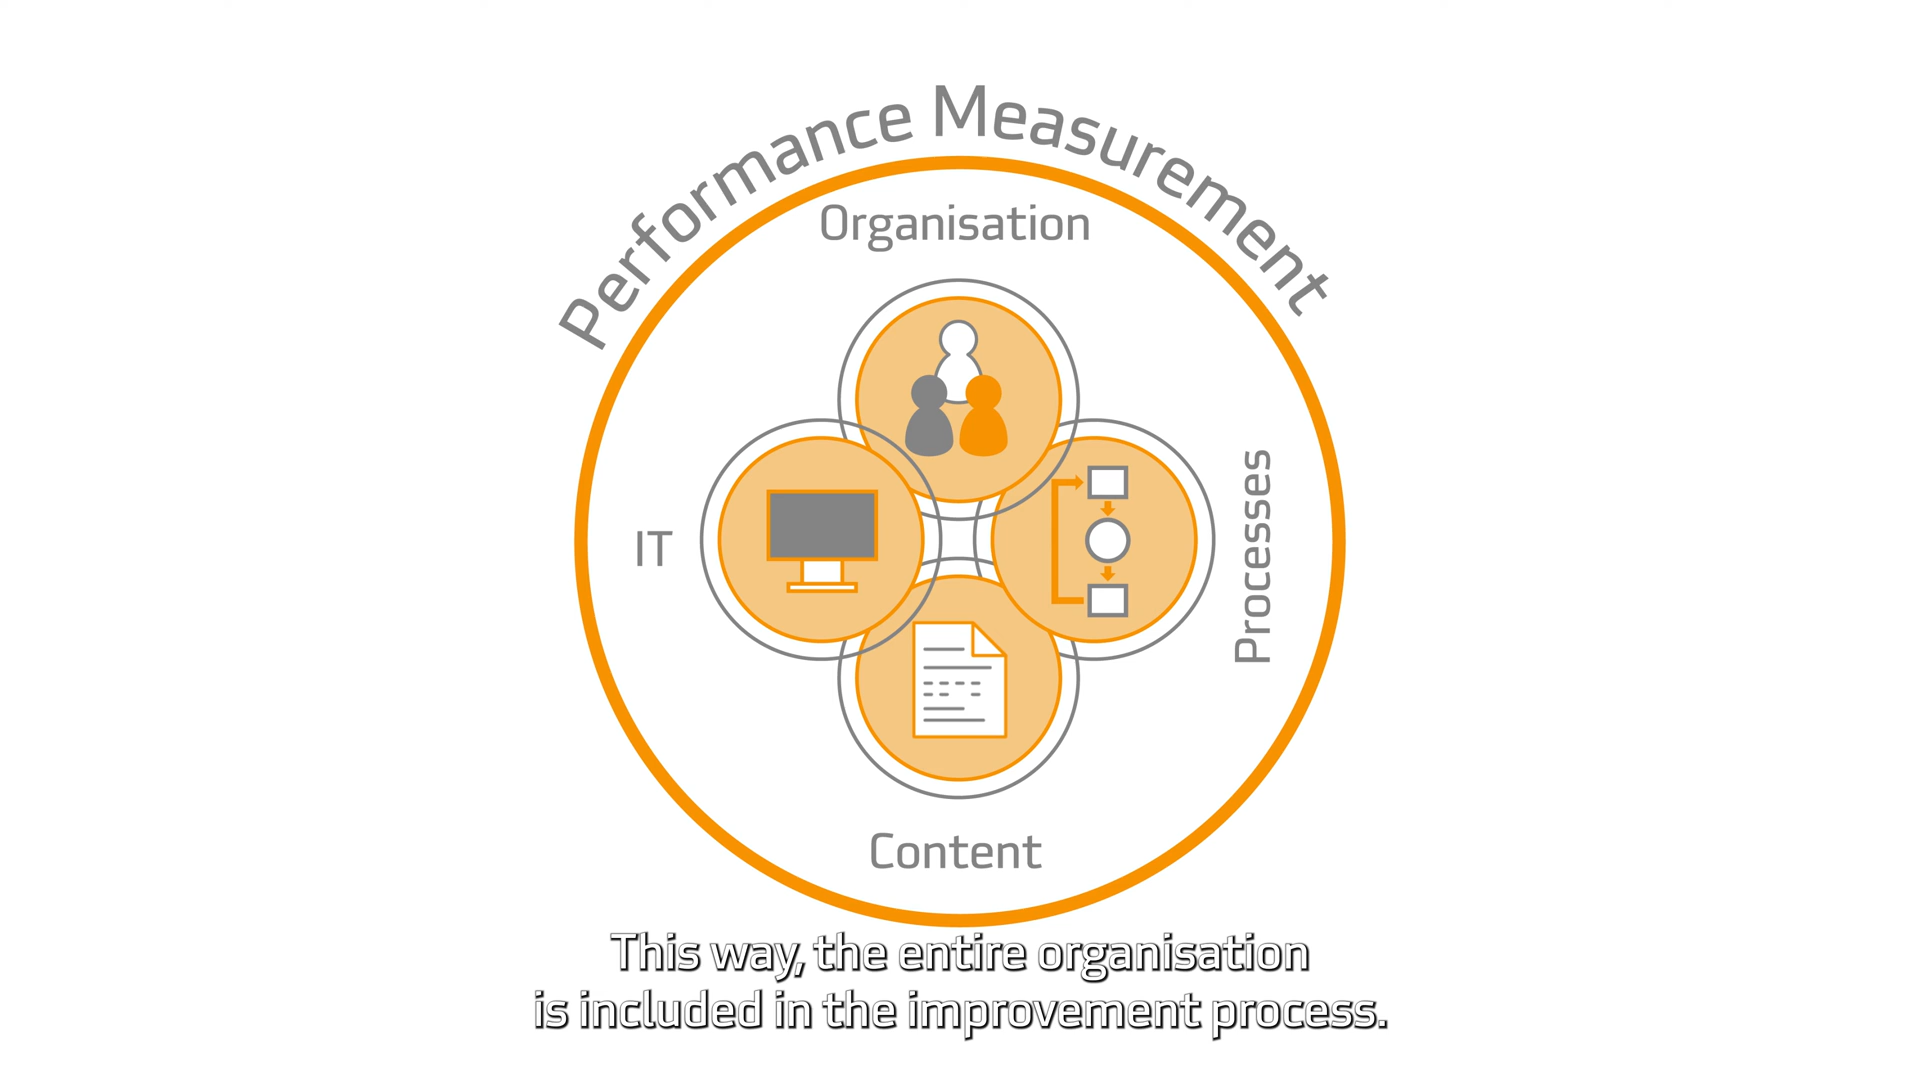 Performance Measurement
Organisation
IT
Processes
Content
This way, the entire organisation
is included in the improvement process.